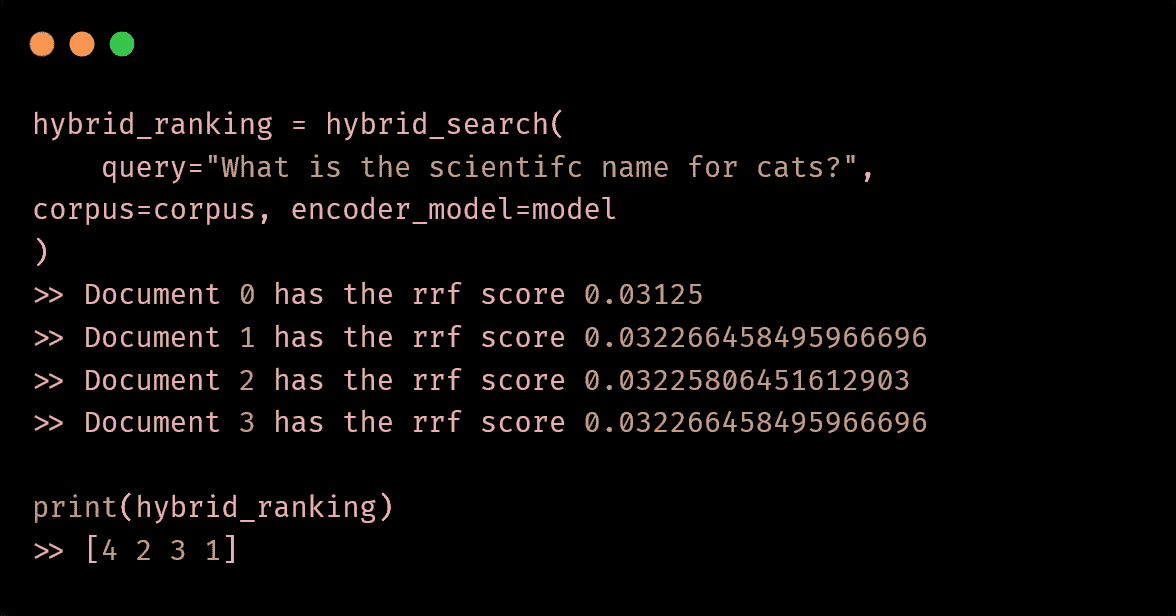 hybrid_ranking = hybrid_search(
    query="What is the scientifc name for cats?",
corpus=corpus, encoder_model=model
)
>> Document 0 has the rrf score 0.03125
>> Document 1 has the rrf score 0.032266458495966696
>> Document 2 has the rrf score 0.03225806451612903
>> Document 3 has the rrf score 0.032266458495966696
print(hybrid_ranking)
>> [4 2 3 1]